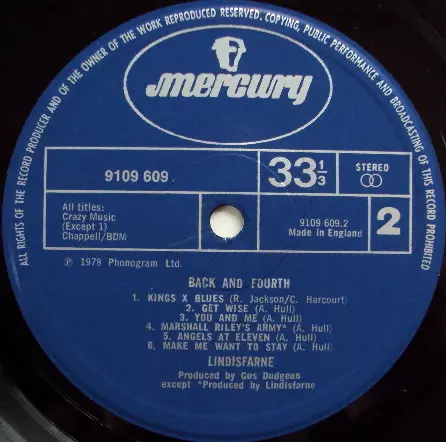 ALL RIGHTS OF THE RECORD PRODUCER AND OF THE OWNER OF THE WORK REPRODUCED RESERVED. COPYING, PUBLIC PERFORMANCE AND BROADCASTING OF THIS RECORD PROHIBITED
mercury
9109 609
33 1/3
STEREO
All titles:
Crazy Music
(Except 1)
Chappell/BDM
9109 609.2
Made in England
2
℗ 1978 Phonogram Ltd.
BACK AND FOURTH
1. KINGS X BLUES (R. Jackson/C. Harcourt)
2. GET WISE (A. Hull)
3. YOU AND ME (A. Hull)
4. MARSHALL RILEY'S ARMY* (A. Hull)
5. ANGELS AT ELEVEN (A. Hull)
6. MAKE ME WANT TO STAY (A. Hull)
LINDISFARNE
Produced by Gus Dudgeon
except *Produced by Lindisfarne